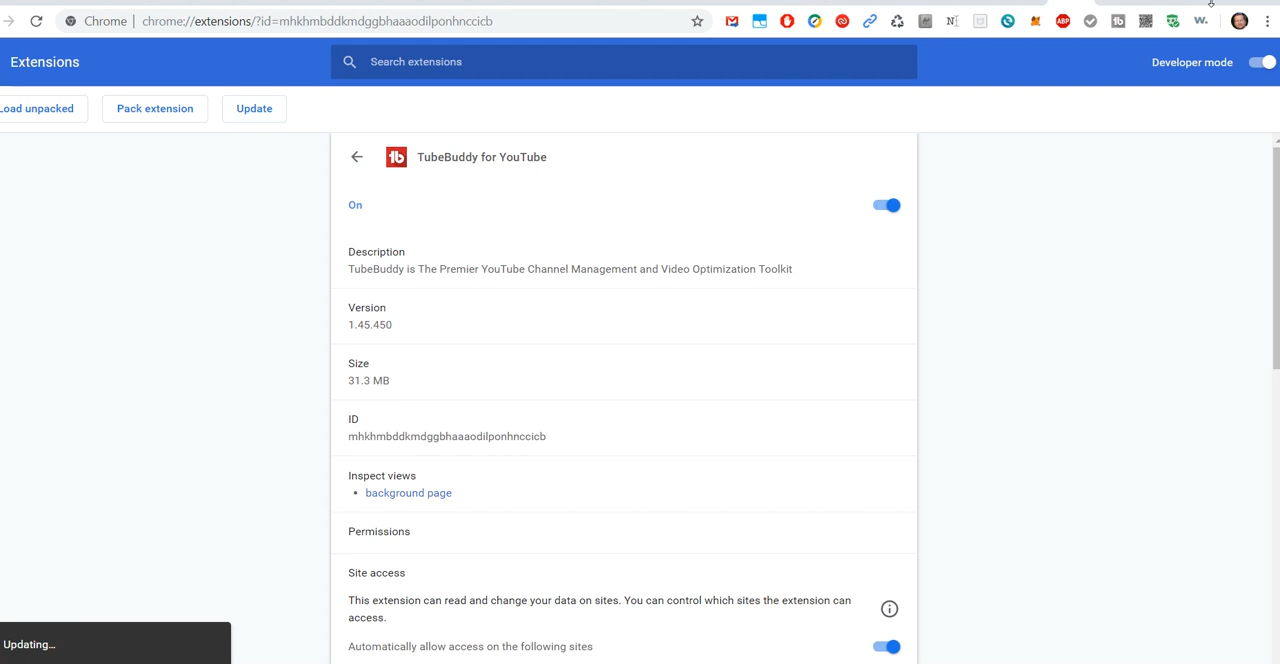 Chrome | chrome://extensions/?id=mhkhmbddkmdggbhaaaodilponhnccicb
ABP
w.
Extensions
Search extensions
Developer mode
Load unpacked
Pack extension
Update
tb TubeBuddy for YouTube
On
Description
TubeBuddy is The Premier YouTube Channel Management and Video Optimization Toolkit
Version
1.45.450
Size
31.3 MB
ID
mhkhmbddkmdggbhaaaodilponhnccicb
Inspect views
• background page
Permissions
Site access
This extension can read and change your data on sites. You can control which sites the extension can
access.
Automatically allow access on the following sites
Updating...